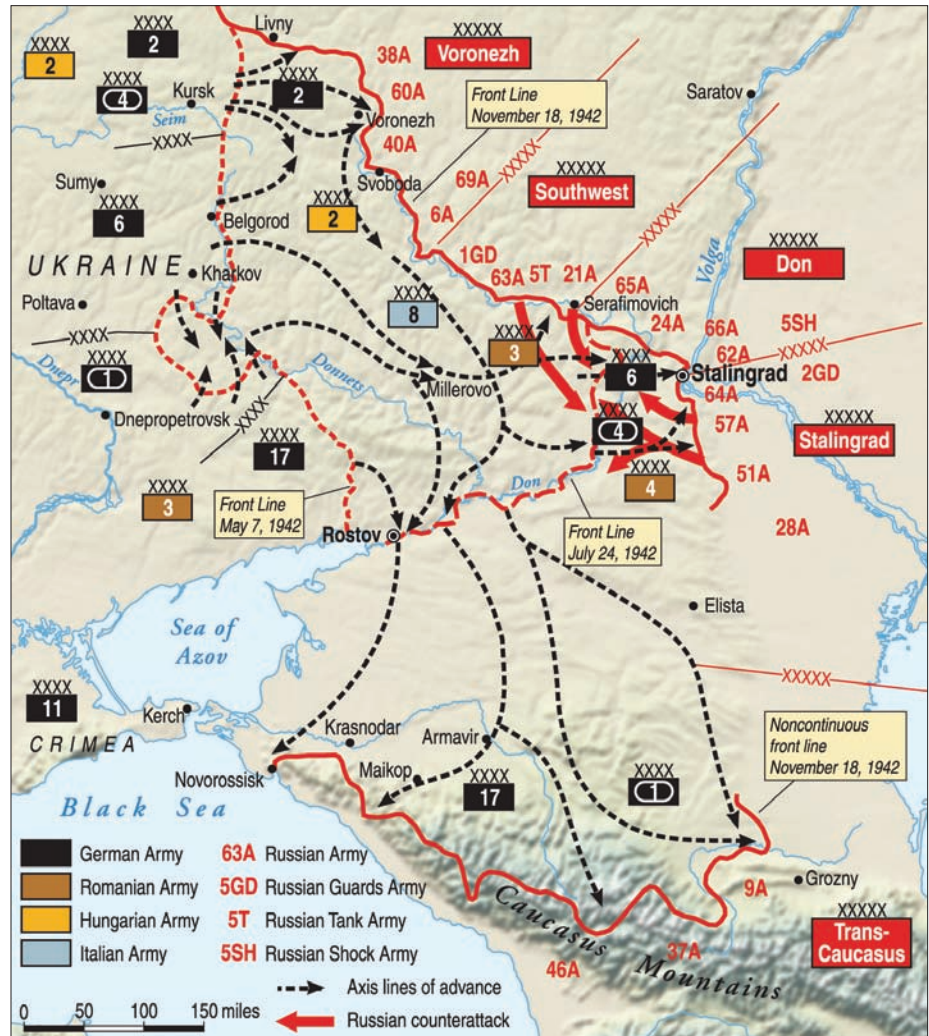 Livny
XXXX
2
XXXX
2
XXXXX
Voronezh
38A
XXXX
4
Kursk
XXXX
2
60A
Front Line
November 18, 1942
Saratov
Seim
Voronezh
XXXX
40A
XXXXX
Svoboda
69A
XXXXX
Southwest
Sumy
XXXX
6
XXXX
2
6A
XXXXX
Belgorod
Volga
XXXXX
Don
UKRAINE
Kharkov
1GD
63A
5T
21A
65A
Poltava
Serafimovich
XXXX
8
24A
66A
5SH
XXXX
XXXX
3
62A
XXXXX
XXXX
1
Dnepr
Donnets
Millerovo
XXXX
6
Stalingrad
2GD
64A
Dnepropetrovsk
XXXX
XXXX
4
57A
XXXXX
Stalingrad
XXXX
17
XXXX
4
51A
XXXX
3
Front Line
May 7, 1942
Don
Rostov
Front Line
July 24, 1942
28A
Elista
Sea of
Azov
XXXXX
XXXX
11
Kerch
CRIMEA
Krasnodar
Armavir
Noncontinuous
front line
November 18, 1942
Novorossisk
Maikop
XXXX
17
XXXX
1
Black Sea
German Army
63A Russian Army
Romanian Army
5GD Russian Guards Army
Hungarian Army
5T Russian Tank Army
Italian Army
5SH Russian Shock Army
9A
Grozny
XXXXX
Trans-
Caucasus
Caucasus Mountains
37A
46A
0 50 100 150 miles
Axis lines of advance
Russian counterattack